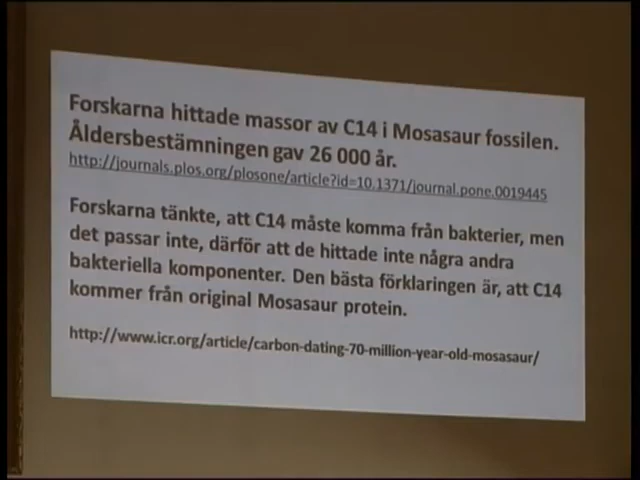 Forskarna hittade massor av C14 i Mosasaur fossilen.
Åldersbestämningen gav 26 000 år.
http://journals.plos.org/plosone/article?id=10.1371/journal.pone.0019445
Forskarna tänkte, att C14 måste komma från bakterier, men
det passar inte, därför att de hittade inte några andra
bakteriella komponenter. Den bästa förklaringen är, att C14
kommer från original Mosasaur protein.
http://www.icr.org/article/carbon-dating-70-million-year-old-mosasaur/